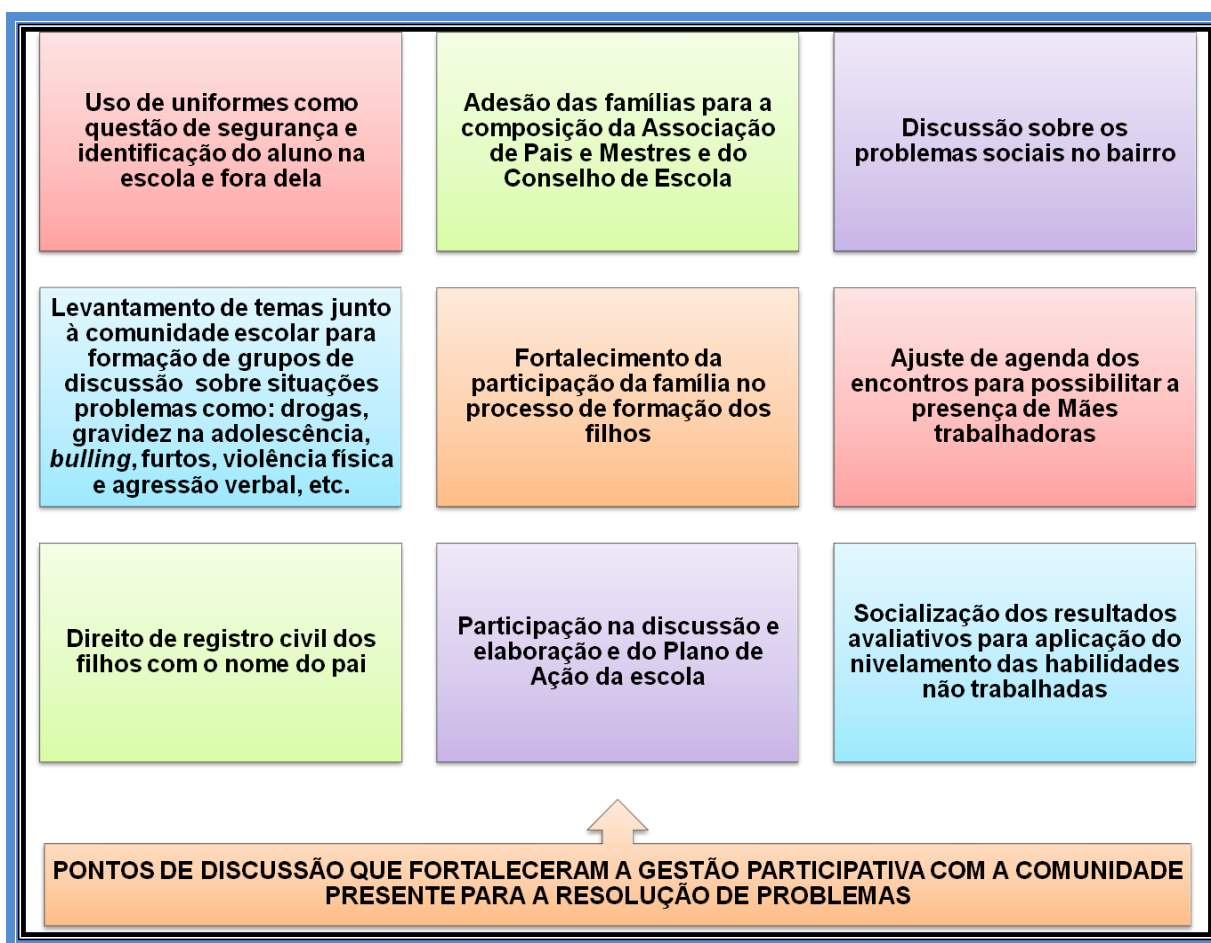 Uso de uniformes como
questão de segurança e
identificação do aluno na
escola e fora dela
Adesão das famílias para a
composição da Associação
de Pais e Mestres e do
Conselho de Escola
Discussão sobre os
problemas sociais no bairro
Levantamento de temas junto
à comunidade escolar para
formação de grupos de
discussão sobre situações
problemas como: drogas,
gravidez na adolescência,
bulling, furtos, violência física
e agressão verbal, etc.
Fortalecimento da
participação da família no
processo de formação dos
filhos
Ajuste de agenda dos
encontros para possibilitar a
presença de Mães
trabalhadoras
Direito de registro civil dos
filhos com o nome do pai
Participação na discussão e
elaboração e do Plano de
Ação da escola
Socialização dos resultados
avaliativos para aplicação do
nivelamento das habilidades
não trabalhadas
PONTOS DE DISCUSSÃO QUE FORTALECERAM A GESTÃO PARTICIPATIVA COM A COMUNIDADE
PRESENTE PARA A RESOLUÇÃO DE PROBLEMAS